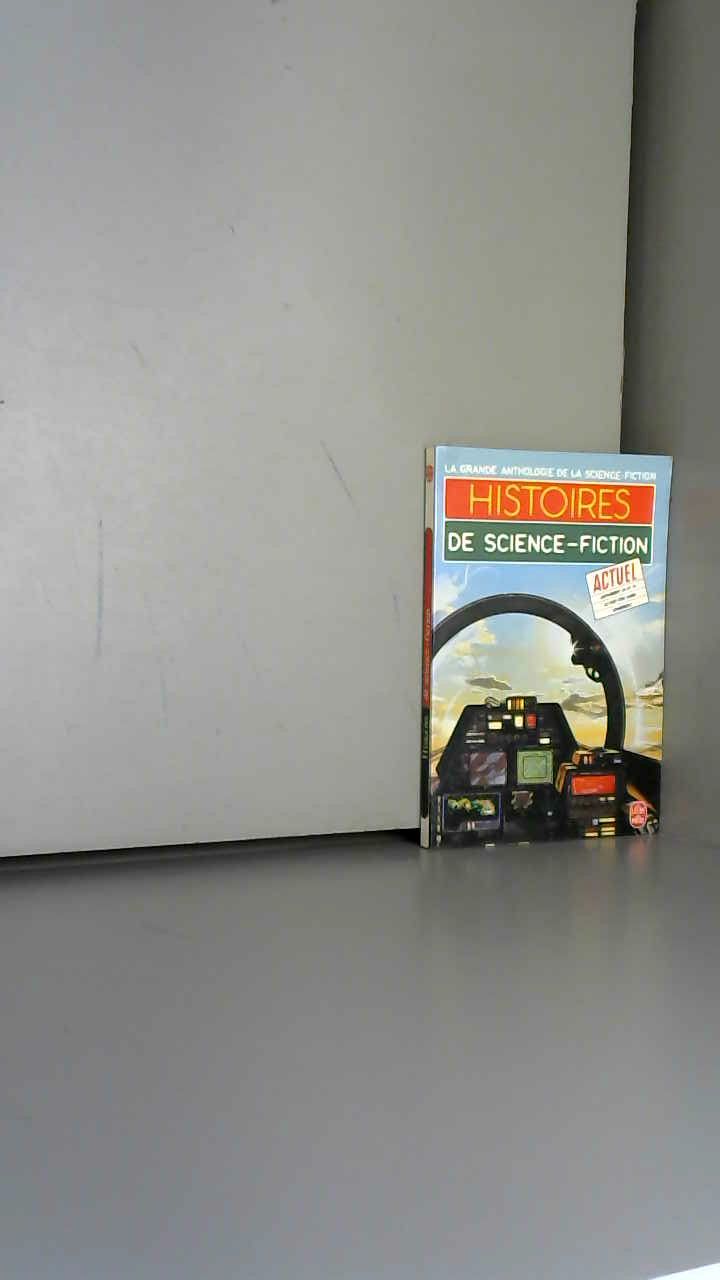 LA GRANDE ANTHOLOGIE DE LA SCIENCE-FICTION
HISTOIRES
DE SCIENCE-FICTION
ACTUEL